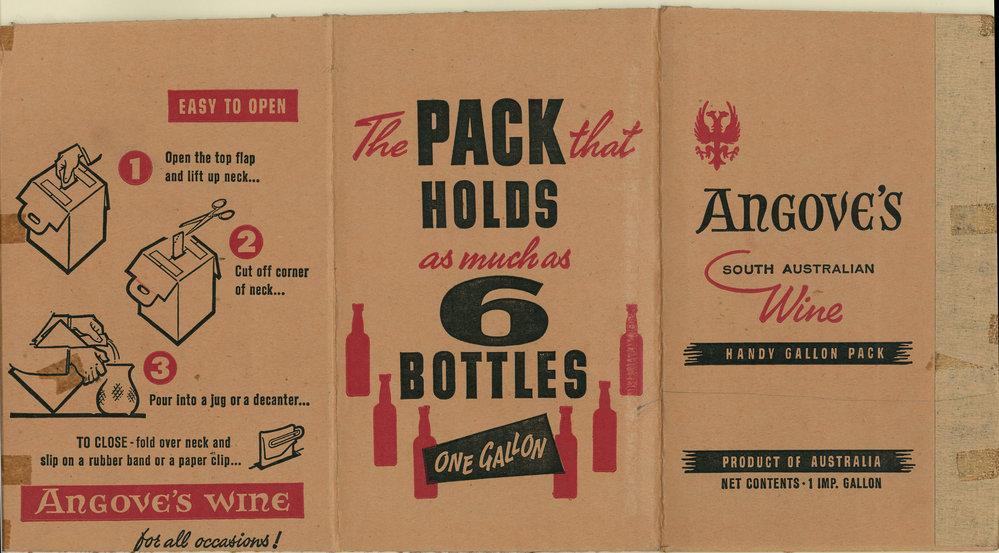 EASY TO OPEN
1
Open the top flap
and lift up neck...
2
Cut off corner
of neck...
3
Pour into a jug or a decanter...
TO CLOSE - fold over neck and
slip on a rubber band or a paper clip...
ANGOVE'S WINE
for all occasions!
The PACK that
HOLDS
as much as
6
BOTTLES
ONE GALLON
ANGOVE'S
SOUTH AUSTRALIAN
Wine
HANDY GALLON PACK
PRODUCT OF AUSTRALIA
NET CONTENTS · 1 IMP. GALLON